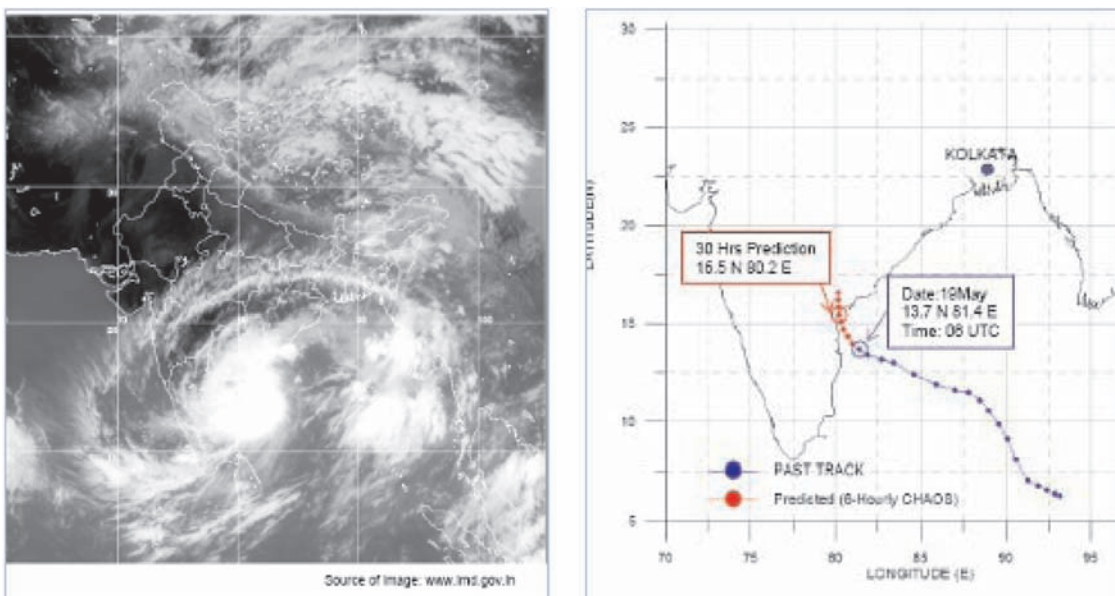 Source of Image: www.imd.gov.in
30
25
20
15
10
5
LATITUDE(N)
KOLKATA
30 Hrs Prediction
15.5 N 80.2 E
Date:19May
13.7 N 81.4 E
Time: 06 UTC
PAST TRACK
Predicted (6-Hourly CHAOS)
70
75
80
85
90
95
LONGITUDE (E)